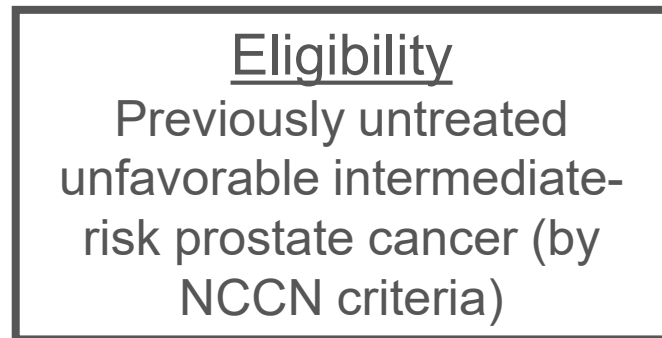 Eligibility
Previously untreated
unfavorable intermediate-
risk prostate cancer (by
NCCN criteria)